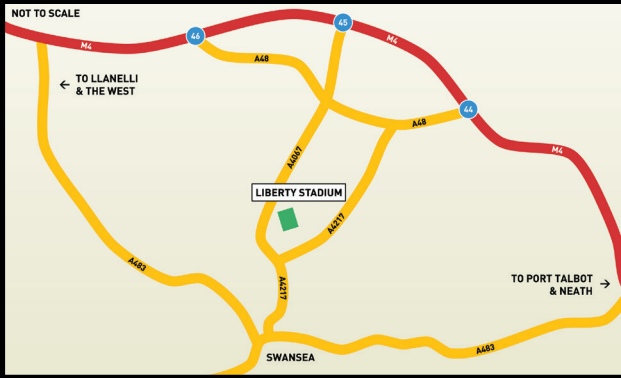 NOT TO SCALE
M4
46
45
M4
A48
TO LLANELLI
& THE WEST
44
A48
M4
A4067
LIBERTY STADIUM
A4217
A483
A4217
TO PORT TALBOT
& NEATH
SWANSEA
A483